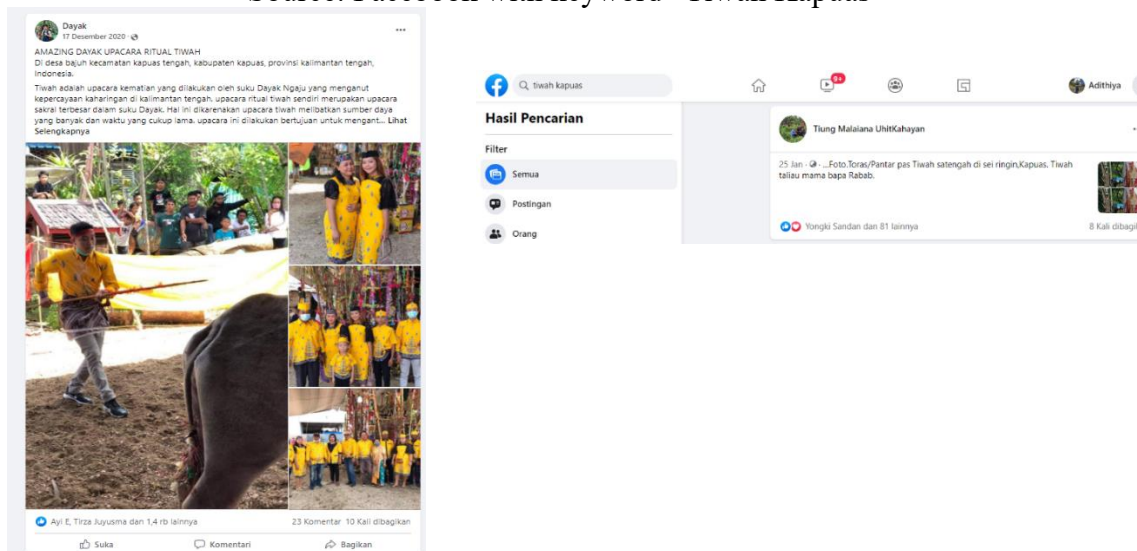 Dayak
17 Desember 2020 ·
AMAZING DAYAK UPACARA RITUAL TIWAH
Di desa bajuh kecamatan kapuas tengah, kabupaten kapuas, provinsi kalimantan tengah,
Indonesia.
Tiwah adalah upacara kematian yang dilakukan oleh suku Dayak Ngaju yang menganut
kepercayaan kaharingan di kalimantan tengah. upacara ritual tiwah sendiri merupakan upacara
sakral terbesar dalam suku Dayak. Hal ini dikarenakan upacara tiwah melibatkan sumber daya
yang banyak dan waktu yang cukup lama. upacara ini dilakukan bertujuan untuk mengant... Lihat
Selengkapnya
Ayi E, Tirza Juyusma dan 1,4 rb lainnya
23 Komentar 10 Kali dibagikan
Suka
Komentari
Bagikan
tiwah kapuas
9+
Adithiya
Hasil Pencarian
Filter
Semua
Postingan
Orang
Tiung Malaiana UhitKahayan
25 Jan · ...Foto.Toras/Pantar pas Tiwah satengah di sei ringin,Kapuas. Tiwah
taliau mama bapa Rabab.
Yongki Sandan dan 81 lainnya
8 Kali